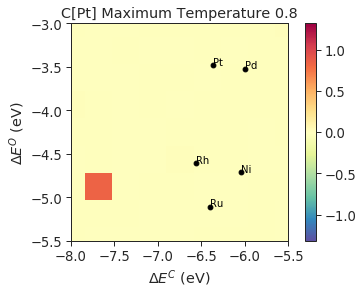 C[Pt] Maximum Temperature 0.8
−3.0
−3.5
−4.0
−4.5
−5.0
−5.5
ΔE^O (eV)
Pt
Pd
Rh
Ni
Ru
−8.0 −7.5 −7.0 −6.5 −6.0 −5.5
ΔE^C (eV)
1.0
0.5
0.0
−0.5
−1.0